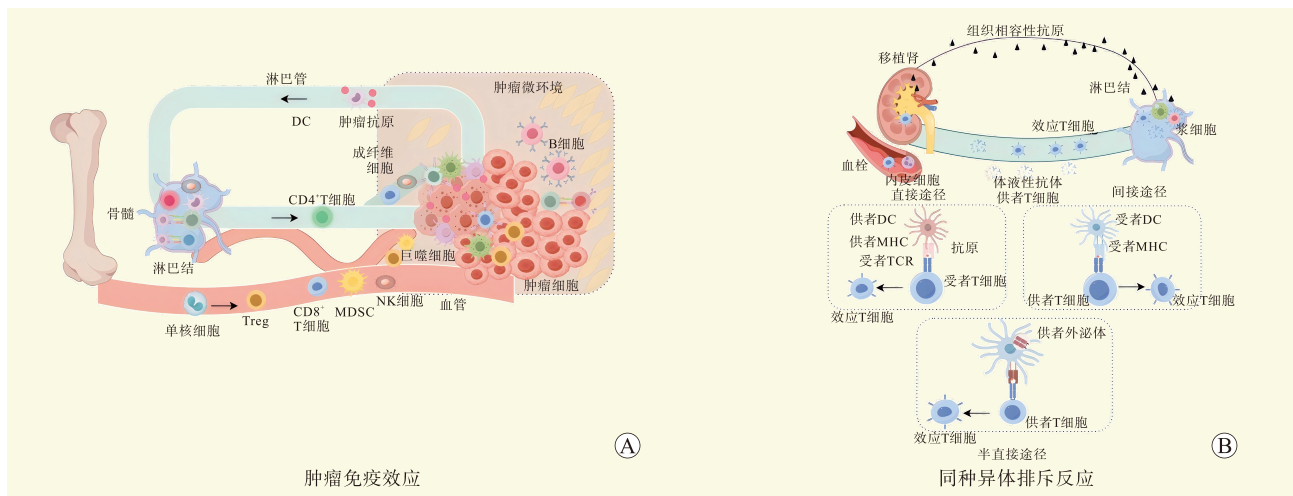 淋巴管
DC
肿瘤抗原
肿瘤微环境
成纤维
细胞
B细胞
骨髓
CD4⁺T细胞
淋巴结
巨噬细胞
肿瘤细胞
单核细胞
Treg
CD8⁺
T细胞
MDSC
NK细胞
血管
A
肿瘤免疫效应
组织相容性抗原
移植肾
淋巴结
效应T细胞
浆细胞
血栓
内皮细胞
直接途径
体液性抗体
供者T细胞
间接途径
供者DC
供者MHC
受者TCR
抗原
受者T细胞
效应T细胞
受者DC
受者MHC
供者T细胞
效应T细胞
供者外泌体
供者T细胞
效应T细胞
半直接途径
B
同种异体排斥反应